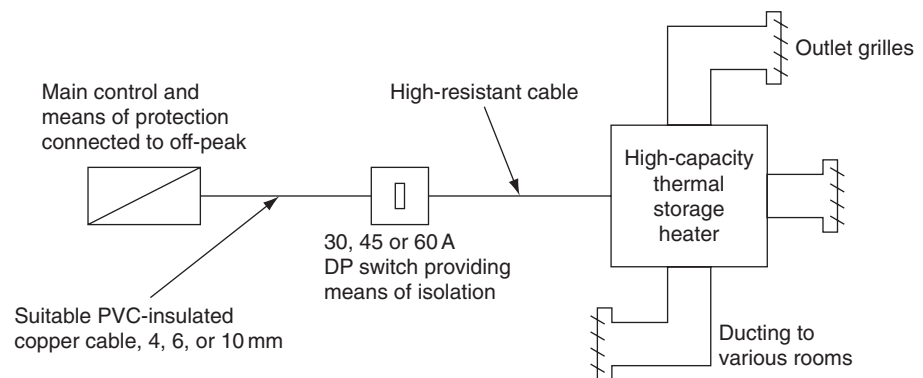 Outlet grilles
Main control and
means of protection
connected to off-peak
High-resistant cable
High-capacity
thermal
storage
heater
30, 45 or 60 A
DP switch providing
means of isolation
Suitable PVC-insulated
copper cable, 4, 6, or 10 mm
Ducting to
various rooms